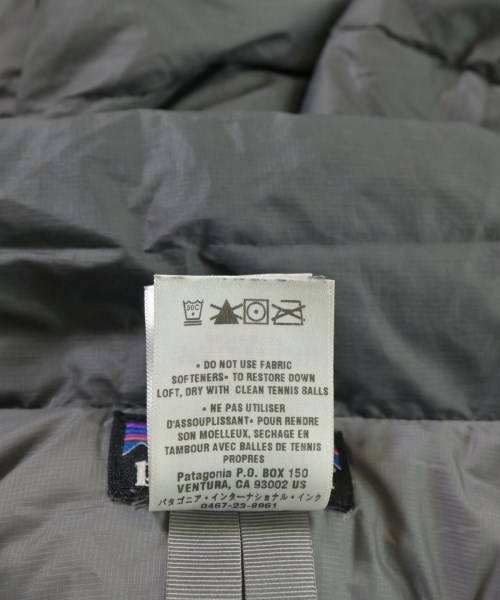 30C
• DO NOT USE FABRIC
SOFTENERS• TO RESTORE DOWN
LOFT, DRY WITH CLEAN TENNIS BALLS
• NE PAS UTILISER
D'ASSOUPLISSANT• POUR RENDRE
SON MOELLEUX, SECHAGE EN
TAMBOUR AVEC BALLES DE TENNIS
PROPRES
Patagonia P.O. BOX 150
VENTURA, CA 93002 US
パタゴニア・インターナショナル・インク
0467-23-8961